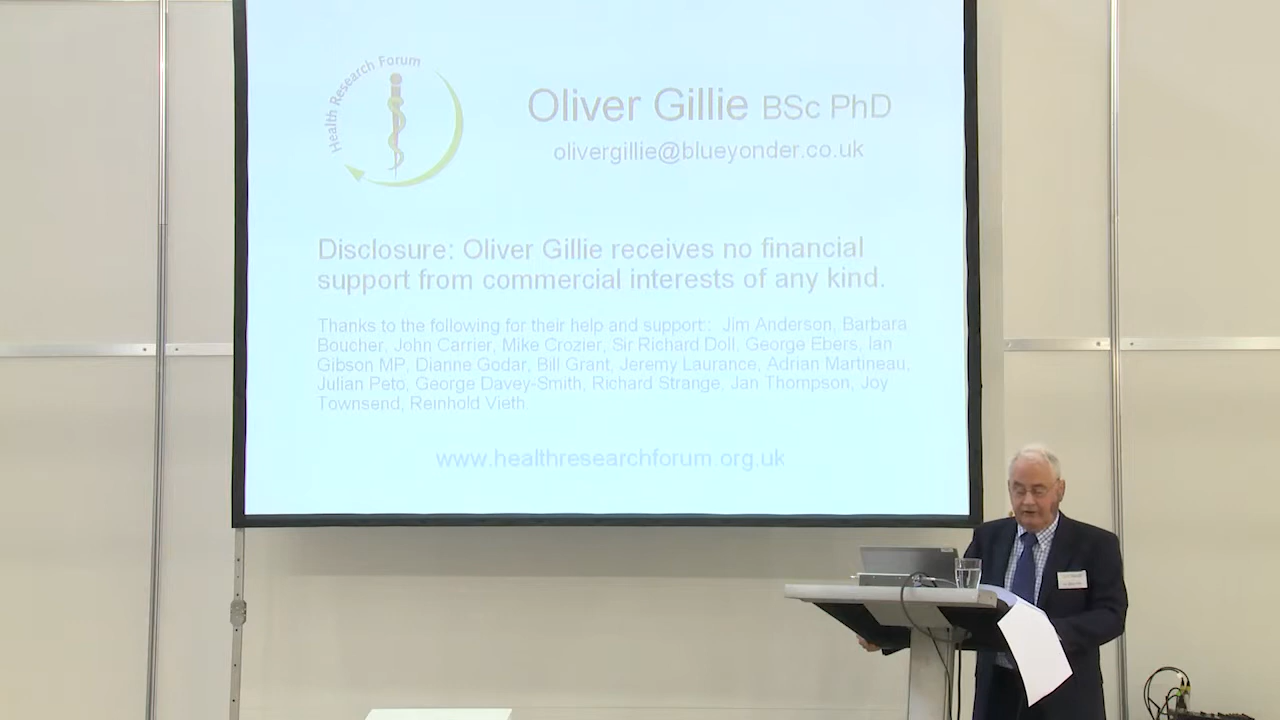 Health Research Forum
Oliver Gillie BSc PhD
olivergillie@blueyonder.co.uk
Disclosure: Oliver Gillie receives no financial
support from commercial interests of any kind.
Thanks to the following for their help and support:: Jim Anderson, Barbara
Boucher, John Carrier, Mike Crozier, Sir Richard Doll, George Ebers, Ian
Gibson MP, Dianne Godar, Bill Grant, Jeremy Laurance, Adrian Martineau,
Julian Peto, George Davey-Smith, Richard Strange, Jan Thompson, Joy
Townsend, Reinhold Vieth.
www.healthresearchforum.org.uk